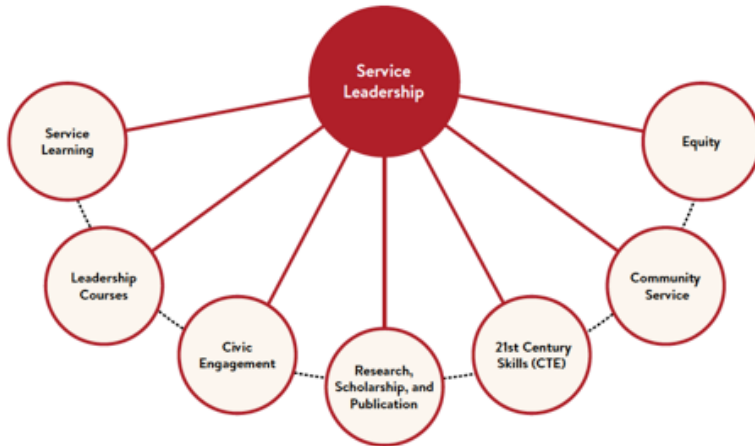 Service
Leadership
Service
Learning
Equity
Leadership
Courses
Community
Service
Civic
Engagement
21st Century
Skills (CTE)
Research,
Scholarship, and
Publication